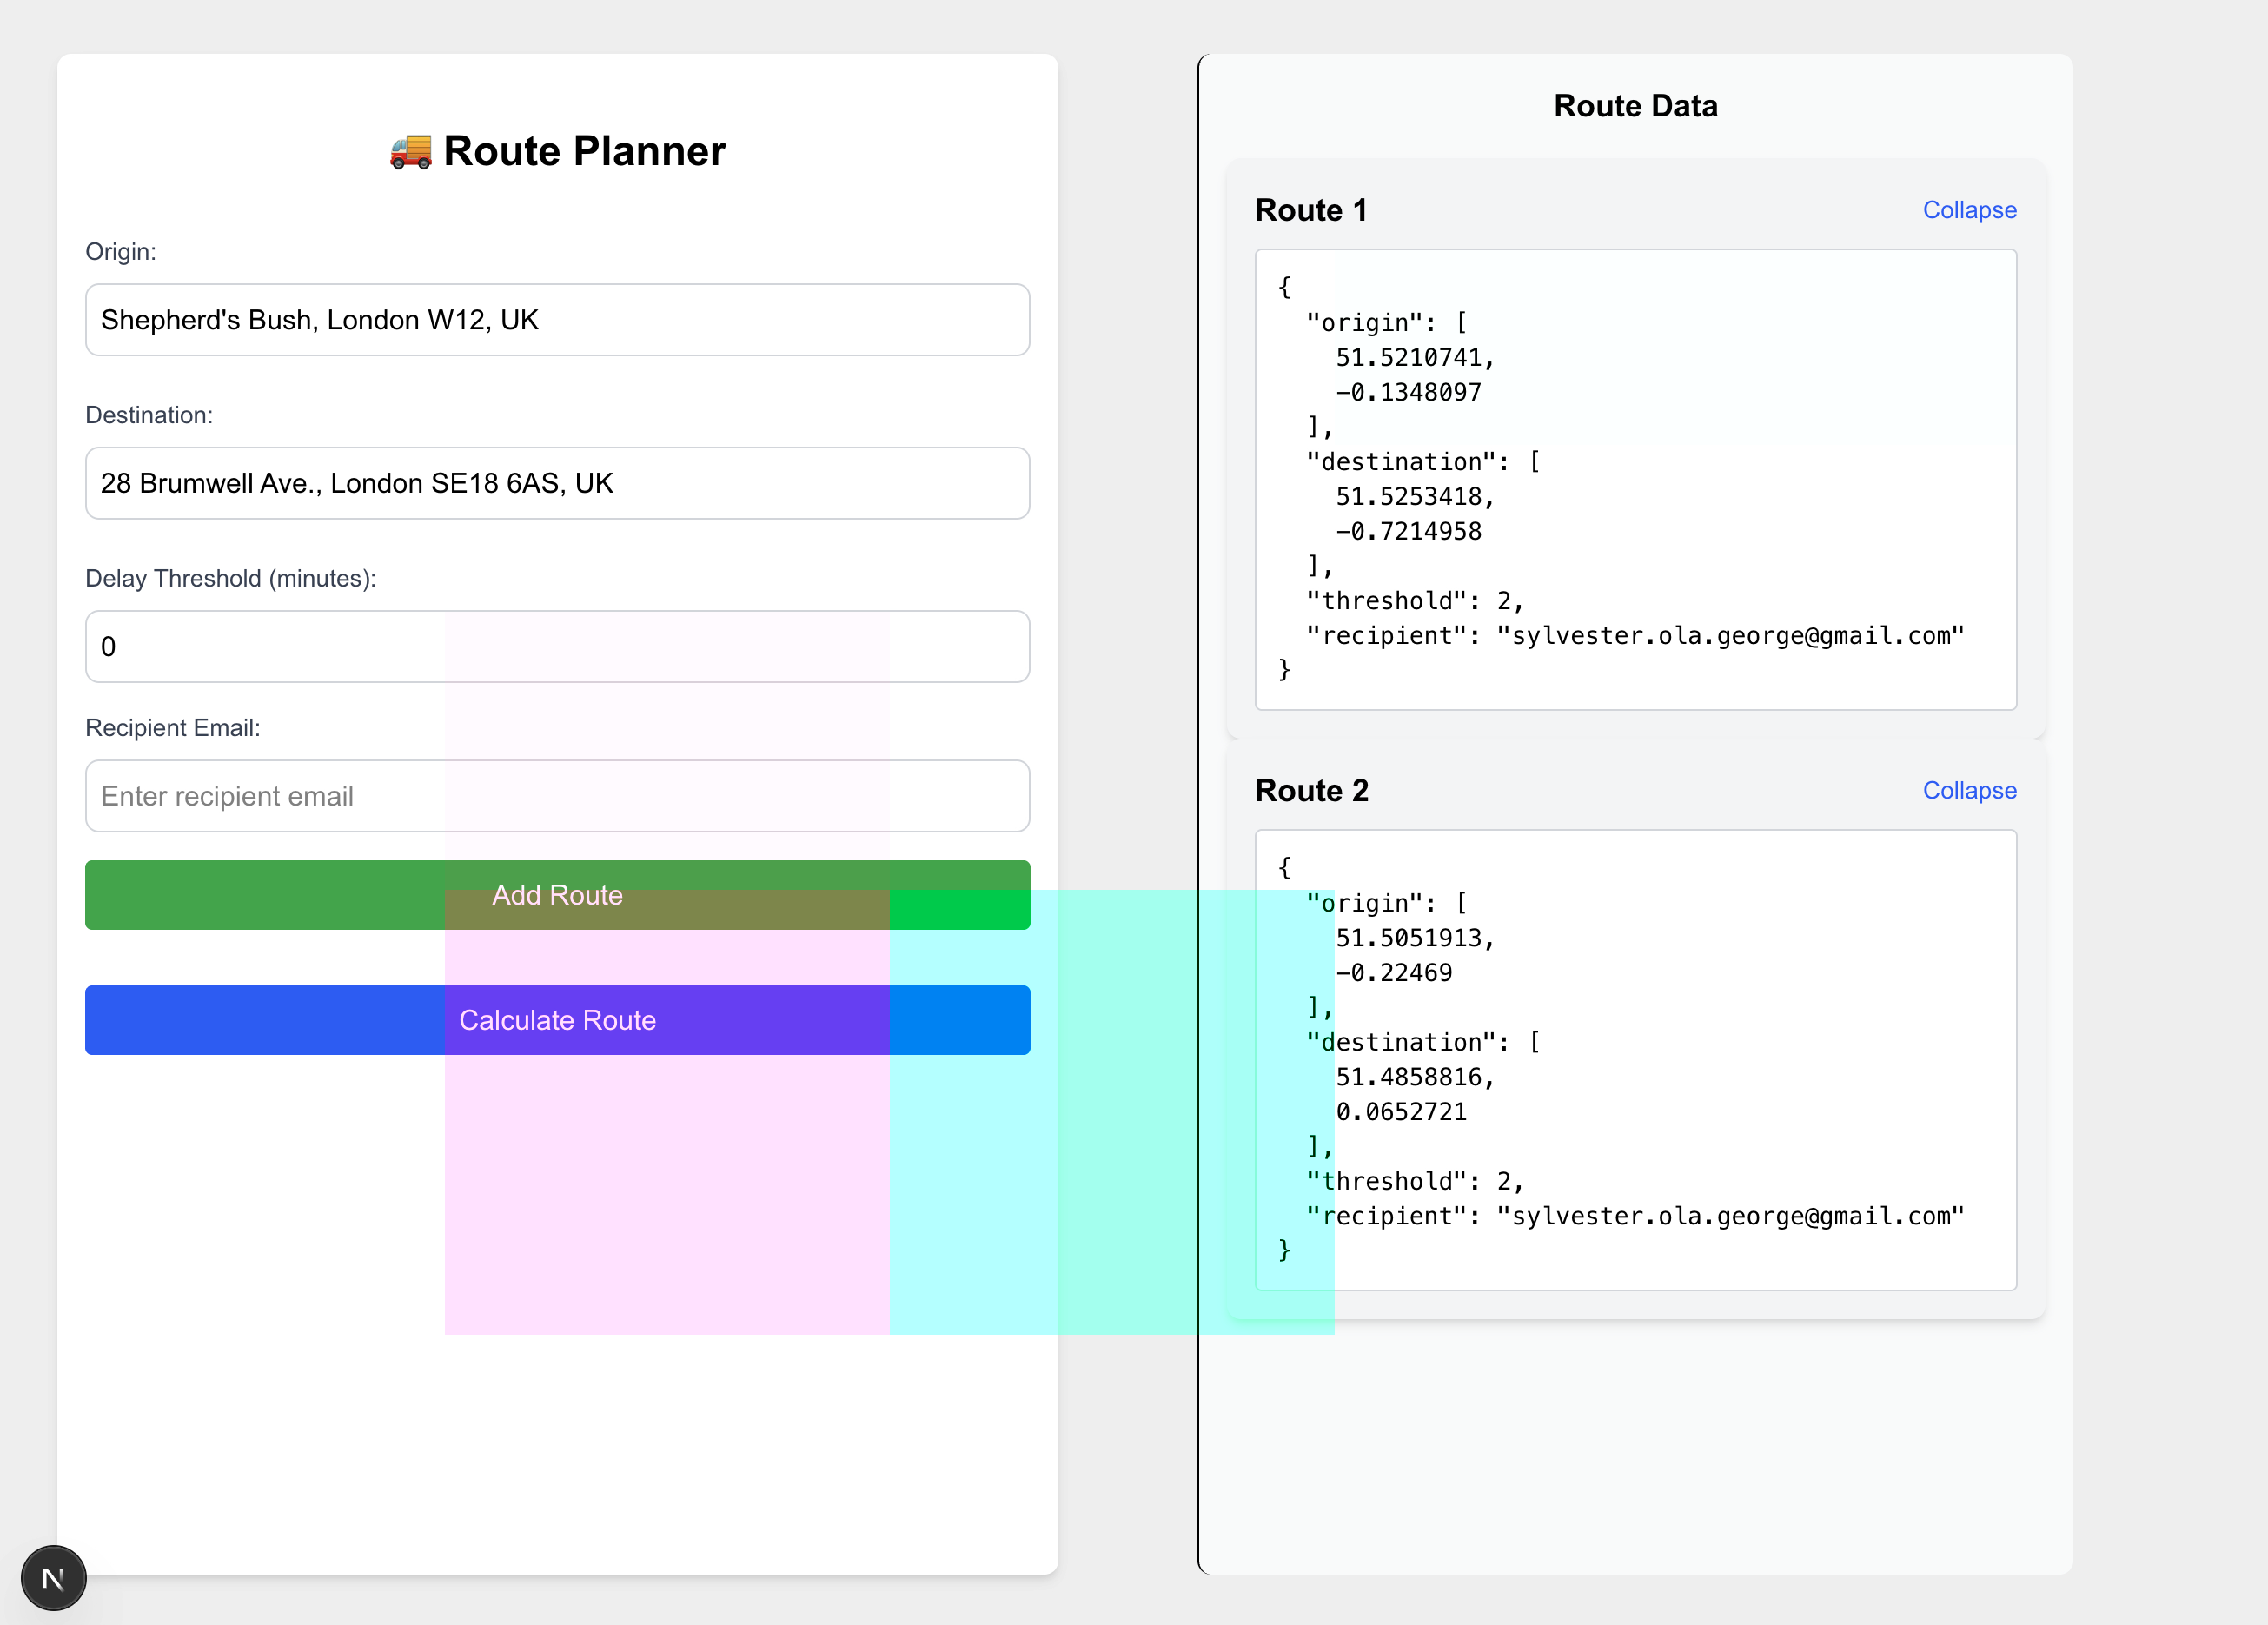 🚚 Route Planner
Origin:
Shepherd's Bush, London W12, UK
Destination:
28 Brumwell Ave., London SE18 6AS, UK
Delay Threshold (minutes):
0
Recipient Email:
Enter recipient email
Add Route
Calculate Route
N
Route Data
Route 1
Collapse
{
  "origin": [
    51.5210741,
    -0.1348097
  ],
  "destination": [
    51.5253418,
    -0.7214958
  ],
  "threshold": 2,
  "recipient": "sylvester.ola.george@gmail.com"
}
Route 2
Collapse
{
  "origin": [
    51.5051913,
    -0.22469
  ],
  "destination": [
    51.4858816,
    0.0652721
  ],
  "threshold": 2,
  "recipient": "sylvester.ola.george@gmail.com"
}